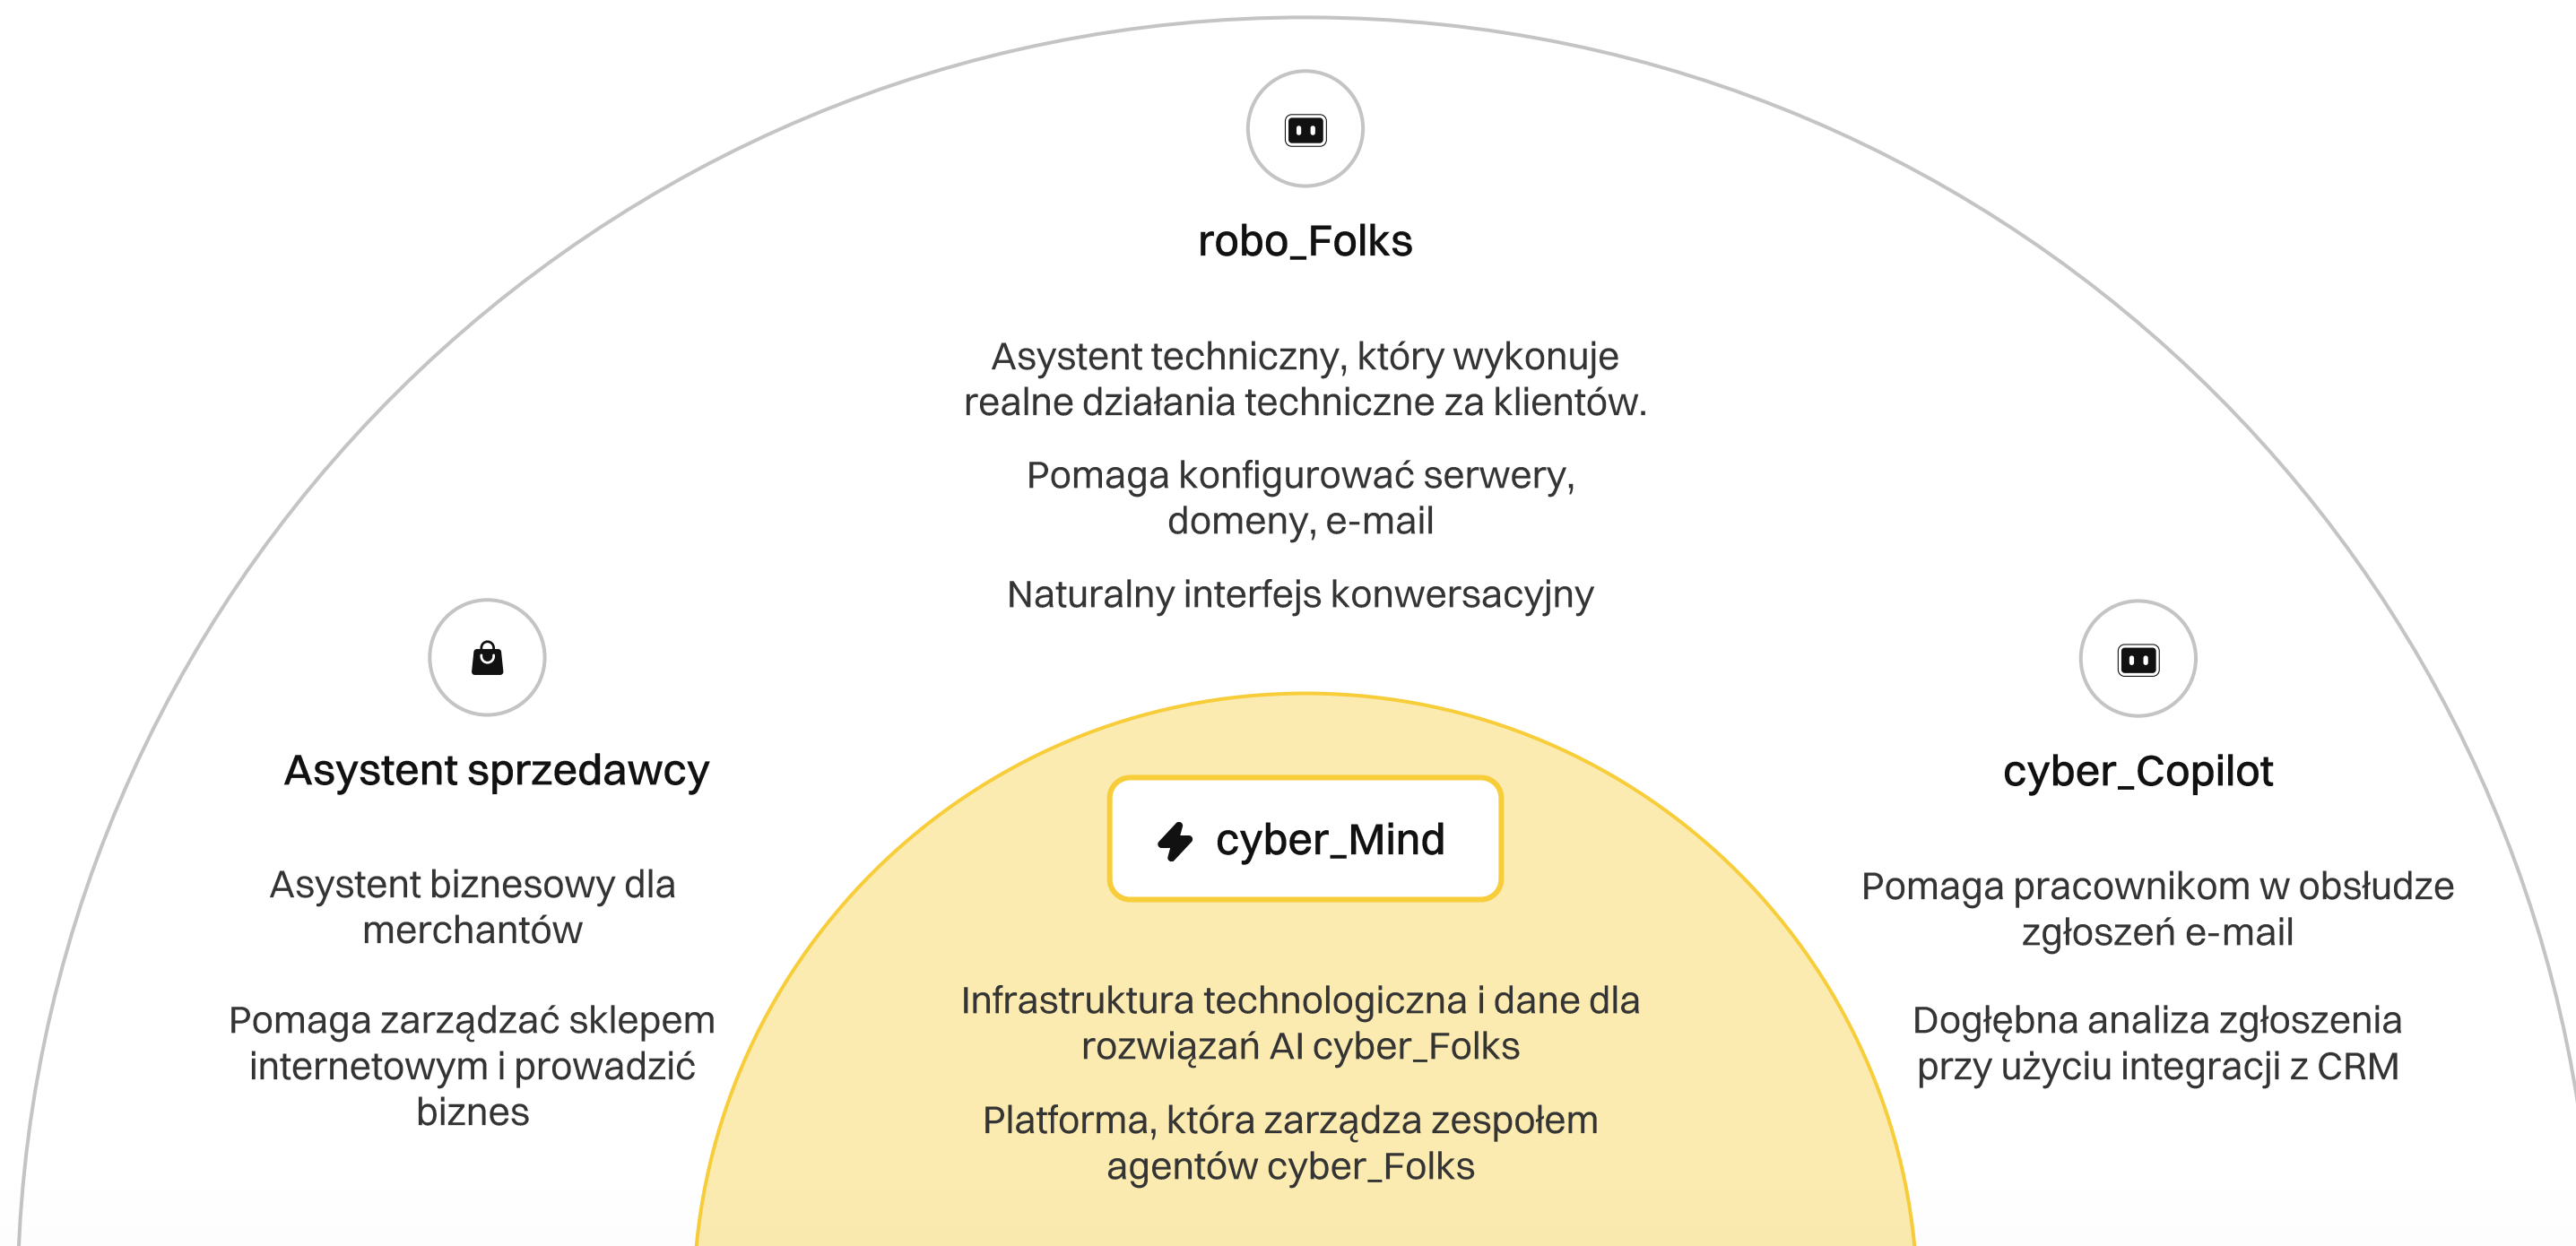 robo_Folks
Asystent techniczny, który wykonuje
realne działania techniczne za klientów.
Pomaga konfigurować serwery,
domeny, e-mail
Naturalny interfejs konwersacyjny
Asystent sprzedawcy
Asystent biznesowy dla
merchantów
Pomaga zarządzać sklepem
internetowym i prowadzić
biznes
cyber_Mind
Infrastruktura technologiczna i dane dla
rozwiązań AI cyber_Folks
Platforma, która zarządza zespołem
agentów cyber_Folks
cyber_Copilot
Pomaga pracownikom w obsłudze
zgłoszeń e-mail
Dogłębna analiza zgłoszenia
przy użyciu integracji z CRM